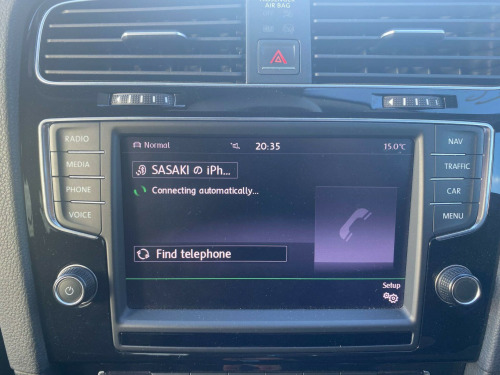 AIR BAG
RADIO
MEDIA
PHONE
VOICE
NAV
TRAFFIC
CAR
MENU
Normal
20:35
15.0°C
SASAKI の iPh...
Connecting automatically...
Find telephone
Setup